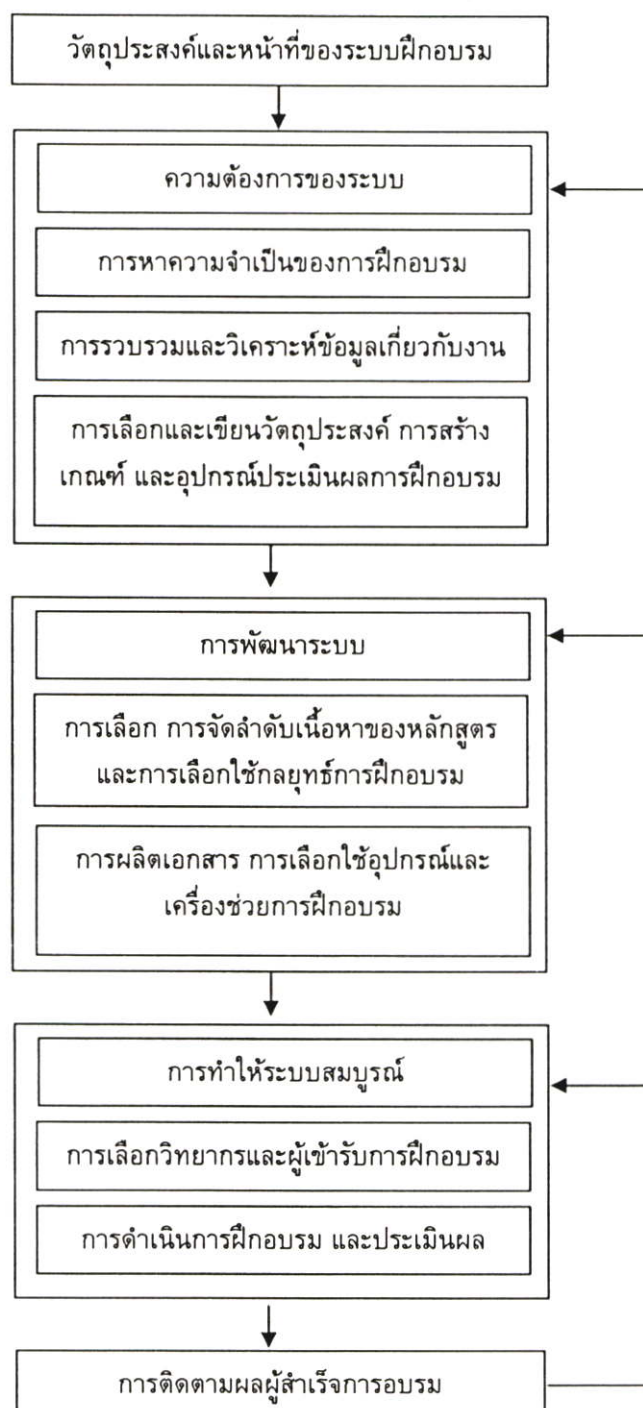 วัตถุประสงค์และหน้าที่ของระบบฝึกอบรม
ความต้องการของระบบ
การหาความจำเป็นของการฝึกอบรม
การรวบรวมและวิเคราะห์ข้อมูลเกี่ยวกับงาน
การเลือกและเขียนวัตถุประสงค์ การสร้าง
เกณฑ์ และอุปกรณ์ประเมินผลการฝึกอบรม
การพัฒนาระบบ
การเลือก การจัดลำดับเนื้อหาของหลักสูตร
และการเลือกใช้กลยุทธ์การฝึกอบรม
การผลิตเอกสาร การเลือกใช้อุปกรณ์และ
เครื่องช่วยการฝึกอบรม
การทำให้ระบบสมบูรณ์
การเลือกวิทยากรและผู้เข้ารับการฝึกอบรม
การดำเนินการฝึกอบรม และประเมินผล
การติดตามผลผู้สำเร็จการอบรม